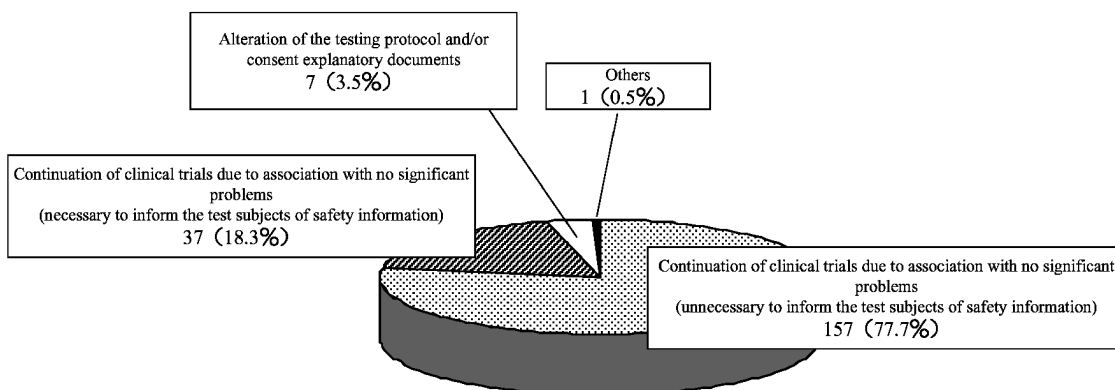 Alteration of the testing protocol and/or
consent explanatory documents
7 (3.5%)
Others
1 (0.5%)
Continuation of clinical trials due to association with no significant
problems
(necessary to inform the test subjects of safety information)
37 (18.3%)
Continuation of clinical trials due to association with no significant
problems
(unnecessary to inform the test subjects of safety information)
157 (77.7%)